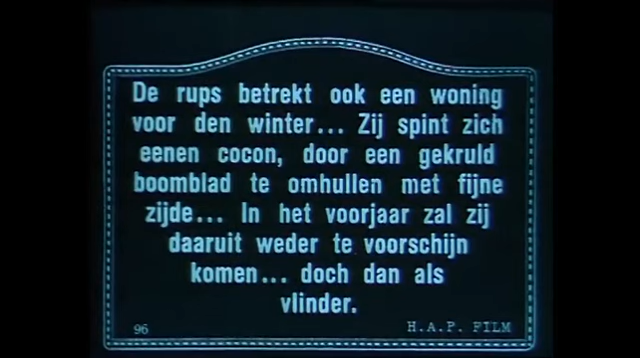 De rups betrekt ook een woning
voor den winter... Zij spint zich
eenen cocon, door een gekruld
boomblad te omhullen met fijne
zijde... In het voorjaar zal zij
daaruit weder te voorschijn
komen... doch dan als
vlinder.
96
H.A.P. FILM